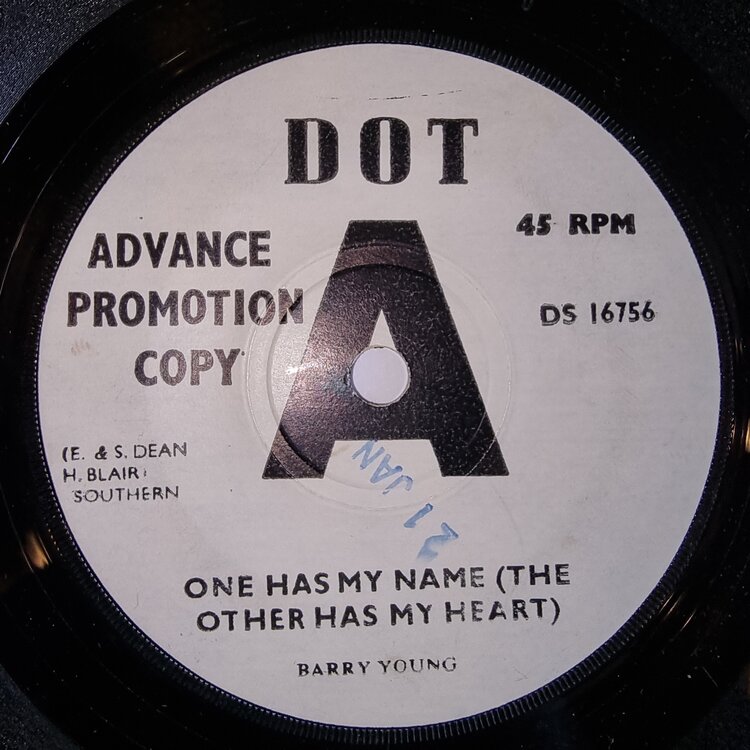 DOT
A
45 RPM
ADVANCE
PROMOTION
COPY
DS 16756
(E. & S. DEAN
H. BLAIR)
SOUTHERN
21 JAN
ONE HAS MY NAME (THE
OTHER HAS MY HEART)
BARRY YOUNG